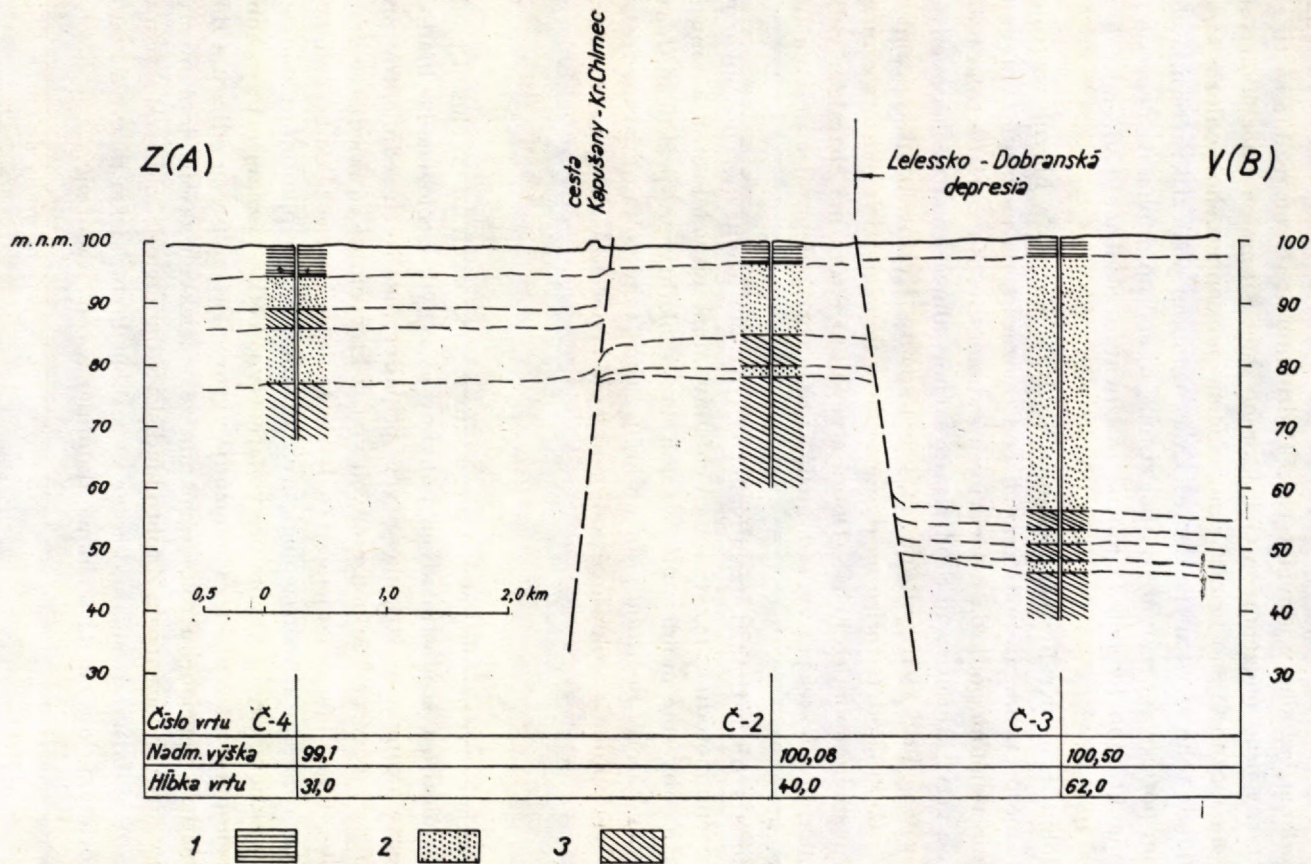 cesta
Kapušany - Kr. Chlmec
Z(A)
Lelessko - Dobranská
depresia
V(B)
m.n.m. 100
100
90
90
80
80
70
70
60
60
50
50
40
40
30
30
0,5 0 1,0 2,0 km
Číslo vrtu Č-4 Č-2 Č-3
Nadm. výška 99,1 100,08 100,50
Hĺbka vrtu 31,0 40,0 62,0
1 2 3